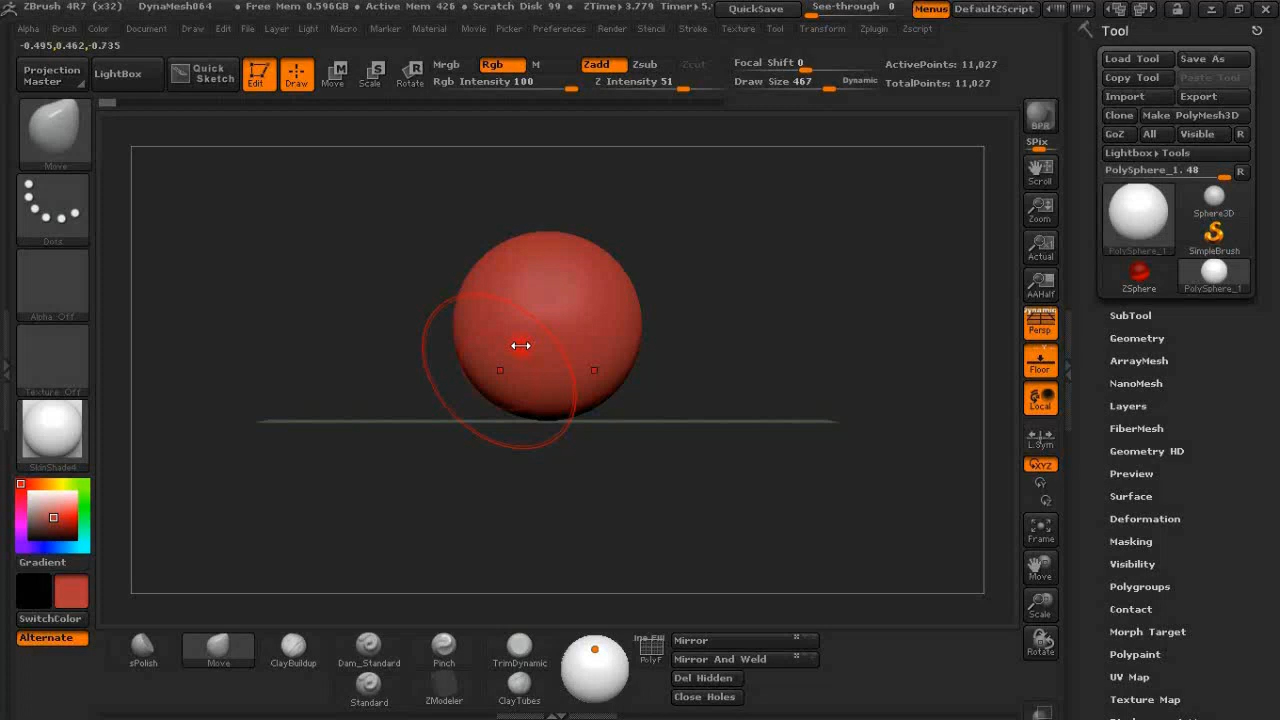 ZBrush 4R7 (x32) DynaMesh064 • Free Mem 0.596GB • Active Mem 426 • Scratch Disk 99 • ZTime▸3.779 Timer▸5. QuickSave See-through 0 Menus DefaultZScript
Alpha Brush Color Document Draw Edit File Layer Light Macro Marker Material Movie Picker Preferences Render Stencil Stroke Texture Tool Transform Zplugin Zscript
-0.495,0.462,-0.735
Projection Master
LightBox
Quick Sketch
Edit
Draw
Move
Scale
Rotate
Mrgb Rgb M
Rgb Intensity 100
Zadd Zsub Zcut
Z Intensity 51
Focal Shift 0
Draw Size 467 Dynamic
ActivePoints: 11,027
TotalPoints: 11,027
Move
Dots
Alpha Off
Texture Off
SkinShade4
Gradient
SwitchColor
Alternate
BPR
SPix
Scroll
Zoom
Actual
AAHalf
Dynamic
Persp
Floor
Local
L.Sym
XYZ
Y
Z
Frame
Move
Scale
Rotate
Tool
Load Tool Save As
Copy Tool Paste Tool
Import Export
Clone Make PolyMesh3D
GoZ All Visible R
Lightbox▸Tools
PolySphere_1. 48 R
PolySphere_1
Sphere3D
SimpleBrush
ZSphere
PolySphere_1
SubTool
Geometry
ArrayMesh
NanoMesh
Layers
FiberMesh
Geometry HD
Preview
Surface
Deformation
Masking
Visibility
Polygroups
Contact
Morph Target
Polypaint
UV Map
Texture Map
sPolish
Move
ClayBuildup
Dam_Standard
Pinch
TrimDynamic
Standard
ZModeler
ClayTubes
PolyF
Mirror
Mirror And Weld
Del Hidden
Close Holes